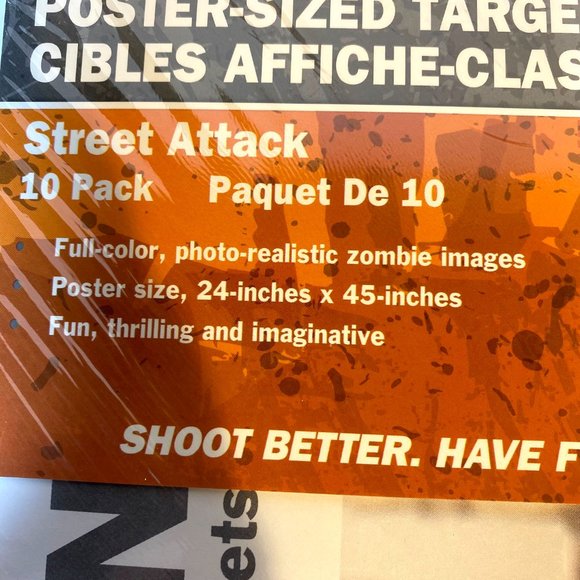 POSTER-SIZED TARGE
CIBLES AFFICHE-CLAS
Street Attack
10 Pack Paquet De 10
• Full-color, photo-realistic zombie images
• Poster size, 24-inches x 45-inches
• Fun, thrilling and imaginative
SHOOT BETTER. HAVE F
N
ets